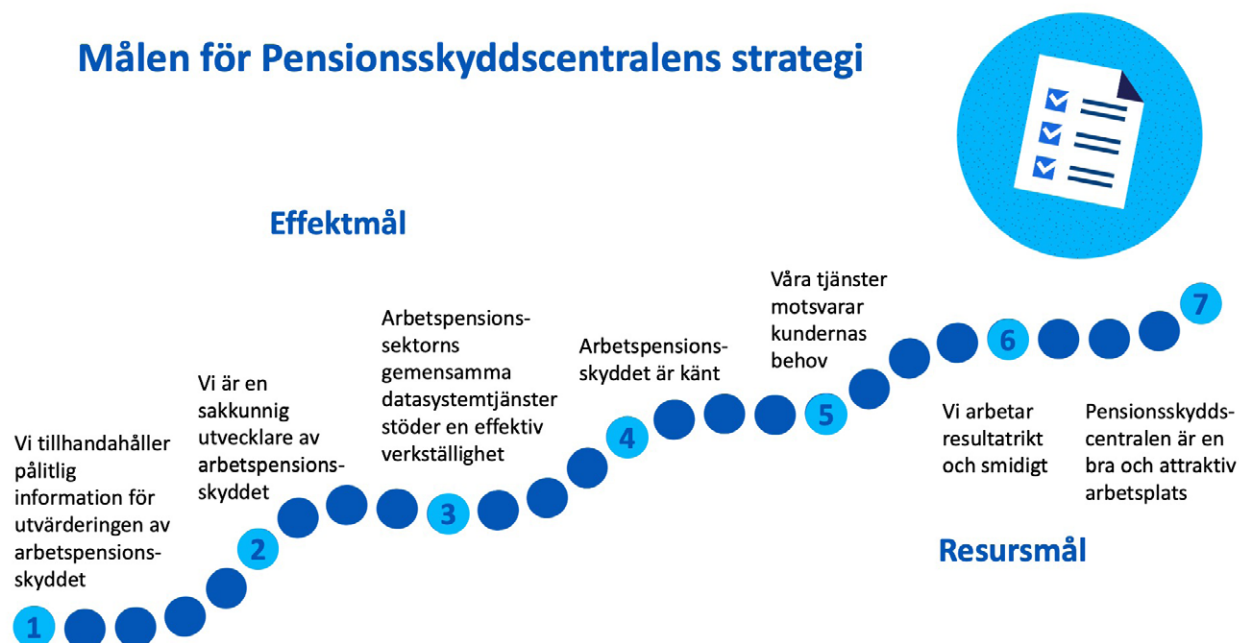 Målen för Pensionsskyddscentralens strategi
Effektmål
Vi tillhandahåller
pålitlig
information för
utvärderingen av
arbetspensions-
skyddet
1
Vi är en
sakkunnig
utvecklare av
arbetspensions-
skyddet
2
Arbetspensions-
sektorns
gemensamma
datasystemtjänster
stöder en effektiv
verkställighet
3
Arbetspensions-
skyddet är känt
4
Våra tjänster
motsvarar
kundernas
behov
5
6
Vi arbetar
resultatrikt
och smidigt
7
Pensionsskydds-
centralen är en
bra och attraktiv
arbetsplats
Resursmål